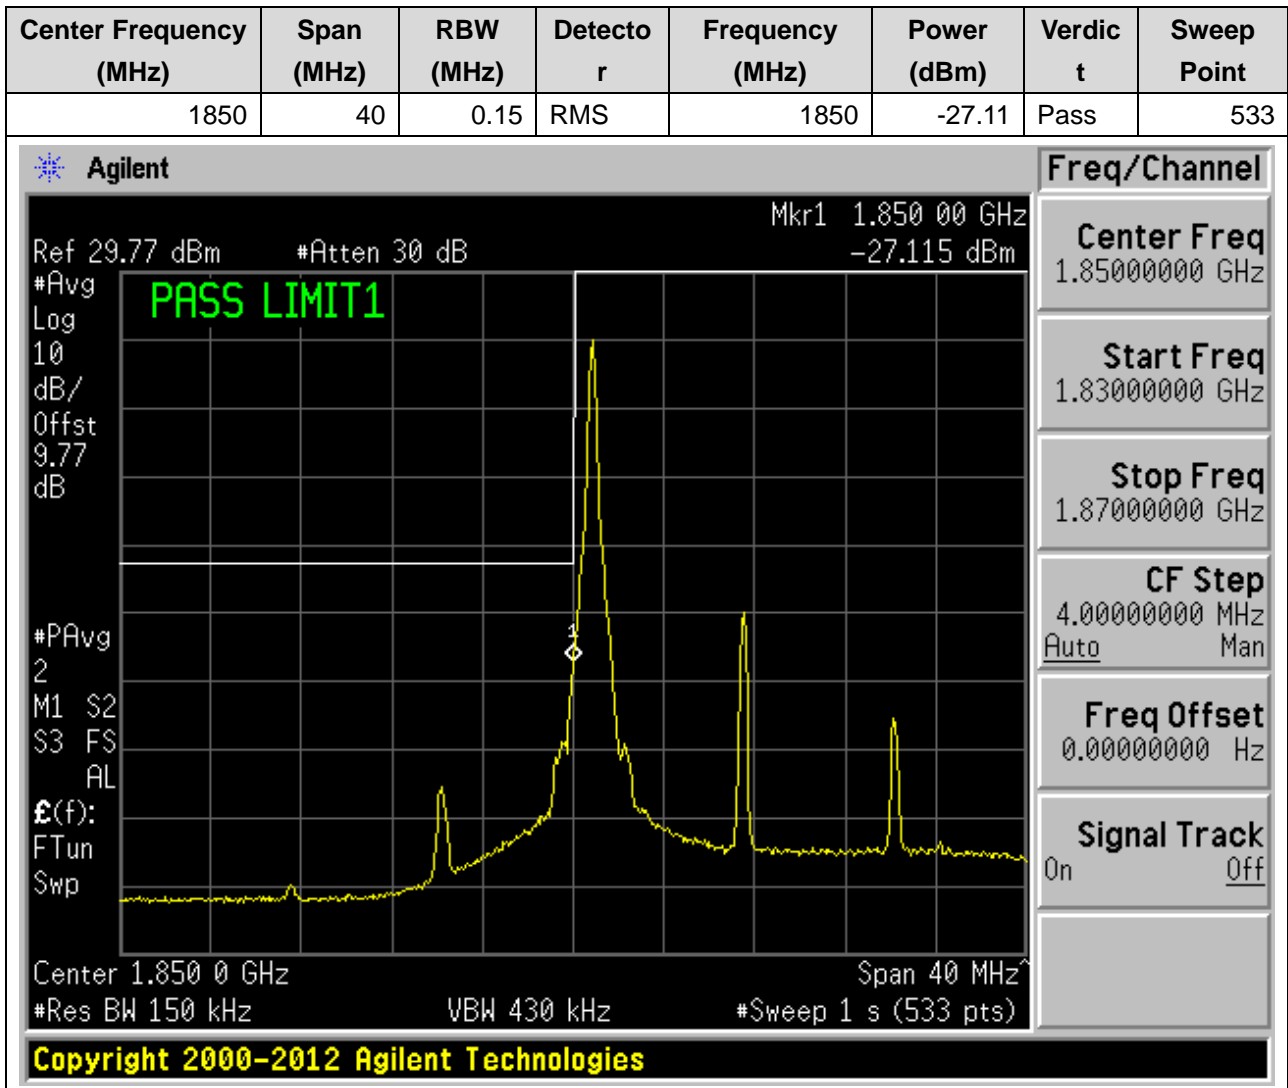 Center Frequency (MHz) Span (MHz) RBW (MHz) Detector Frequency (MHz) Power (dBm) Verdict Sweep Point
1850 40 0.15 RMS 1850 -27.11 Pass 533
Agilent
Freq/Channel
Mkr1 1.850 00 GHz
Ref 29.77 dBm #Atten 30 dB -27.115 dBm
#Avg
Log
10
dB/
Offst
9.77
dB
PASS LIMIT1
1
#PAvg
2
M1 S2
S3 FS
AL
£(f):
FTun
Swp
Center 1.850 0 GHz Span 40 MHz^
#Res BW 150 kHz VBW 430 kHz #Sweep 1 s (533 pts)
Center Freq
1.85000000 GHz
Start Freq
1.83000000 GHz
Stop Freq
1.87000000 GHz
CF Step
4.00000000 MHz
Auto Man
Freq Offset
0.00000000 Hz
Signal Track
On Off
Copyright 2000-2012 Agilent Technologies